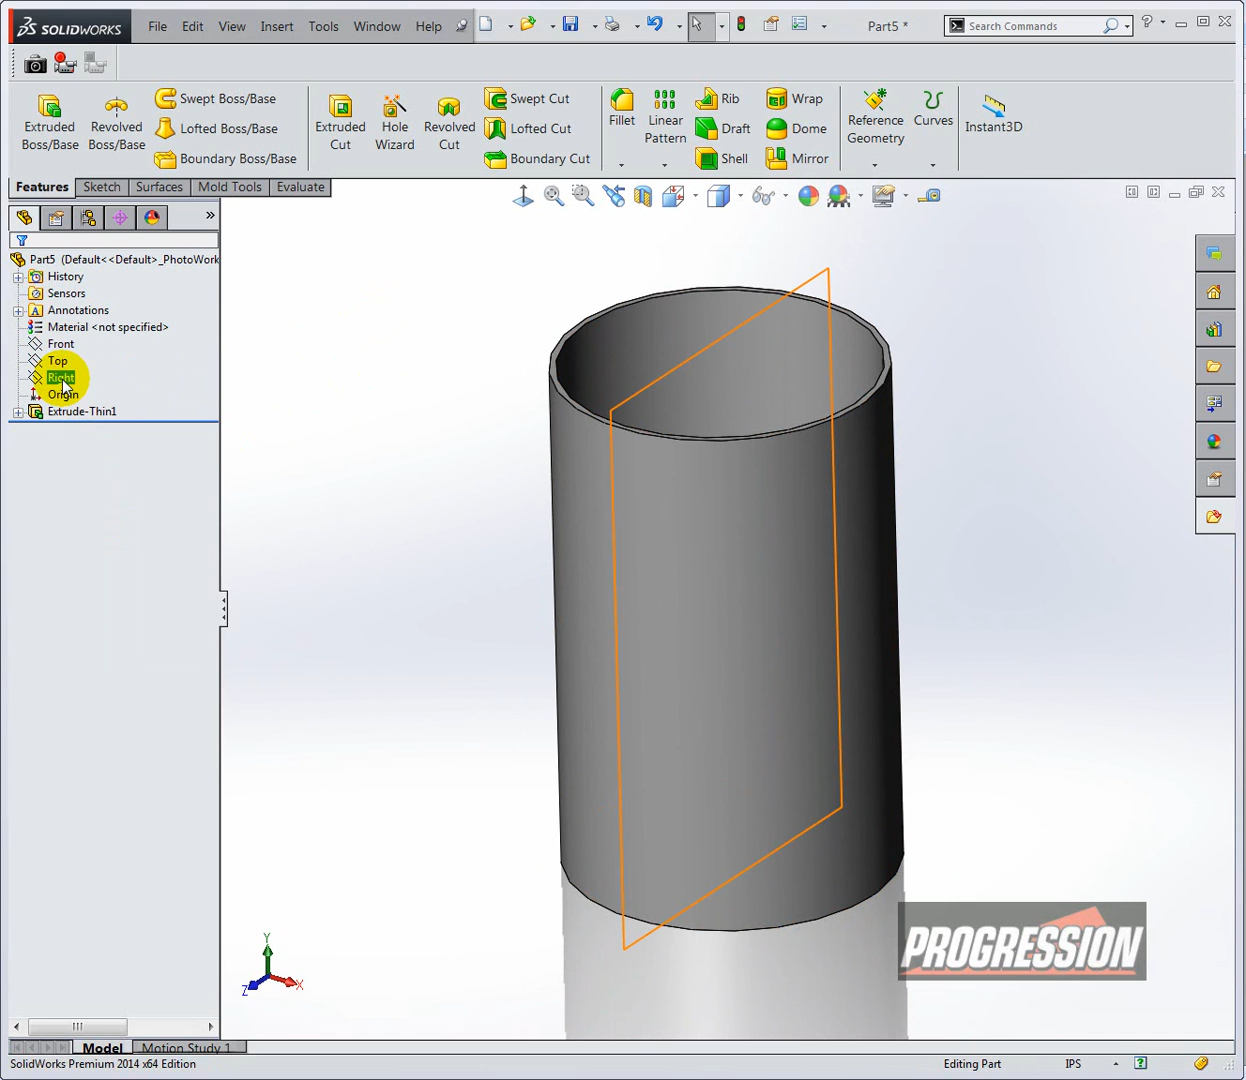 SOLIDWORKS File Edit View Insert Tools Window Help Part5 * Search Commands ?
Extruded Boss/Base
Revolved Boss/Base
Swept Boss/Base
Lofted Boss/Base
Boundary Boss/Base
Extruded Cut
Hole Wizard
Revolved Cut
Swept Cut
Lofted Cut
Boundary Cut
Fillet
Linear Pattern
Rib
Draft
Shell
Wrap
Dome
Mirror
Reference Geometry
Curves
Instant3D
Features Sketch Surfaces Mold Tools Evaluate
Part5 (Default<<Default>_PhotoWork
History
Sensors
A Annotations
Material <not specified>
Front
Top
Right
Origin
Extrude-Thin1
Y
Z X
PROGRESSION
Model Motion Study 1
SolidWorks Premium 2014 x64 Edition Editing Part IPS ?